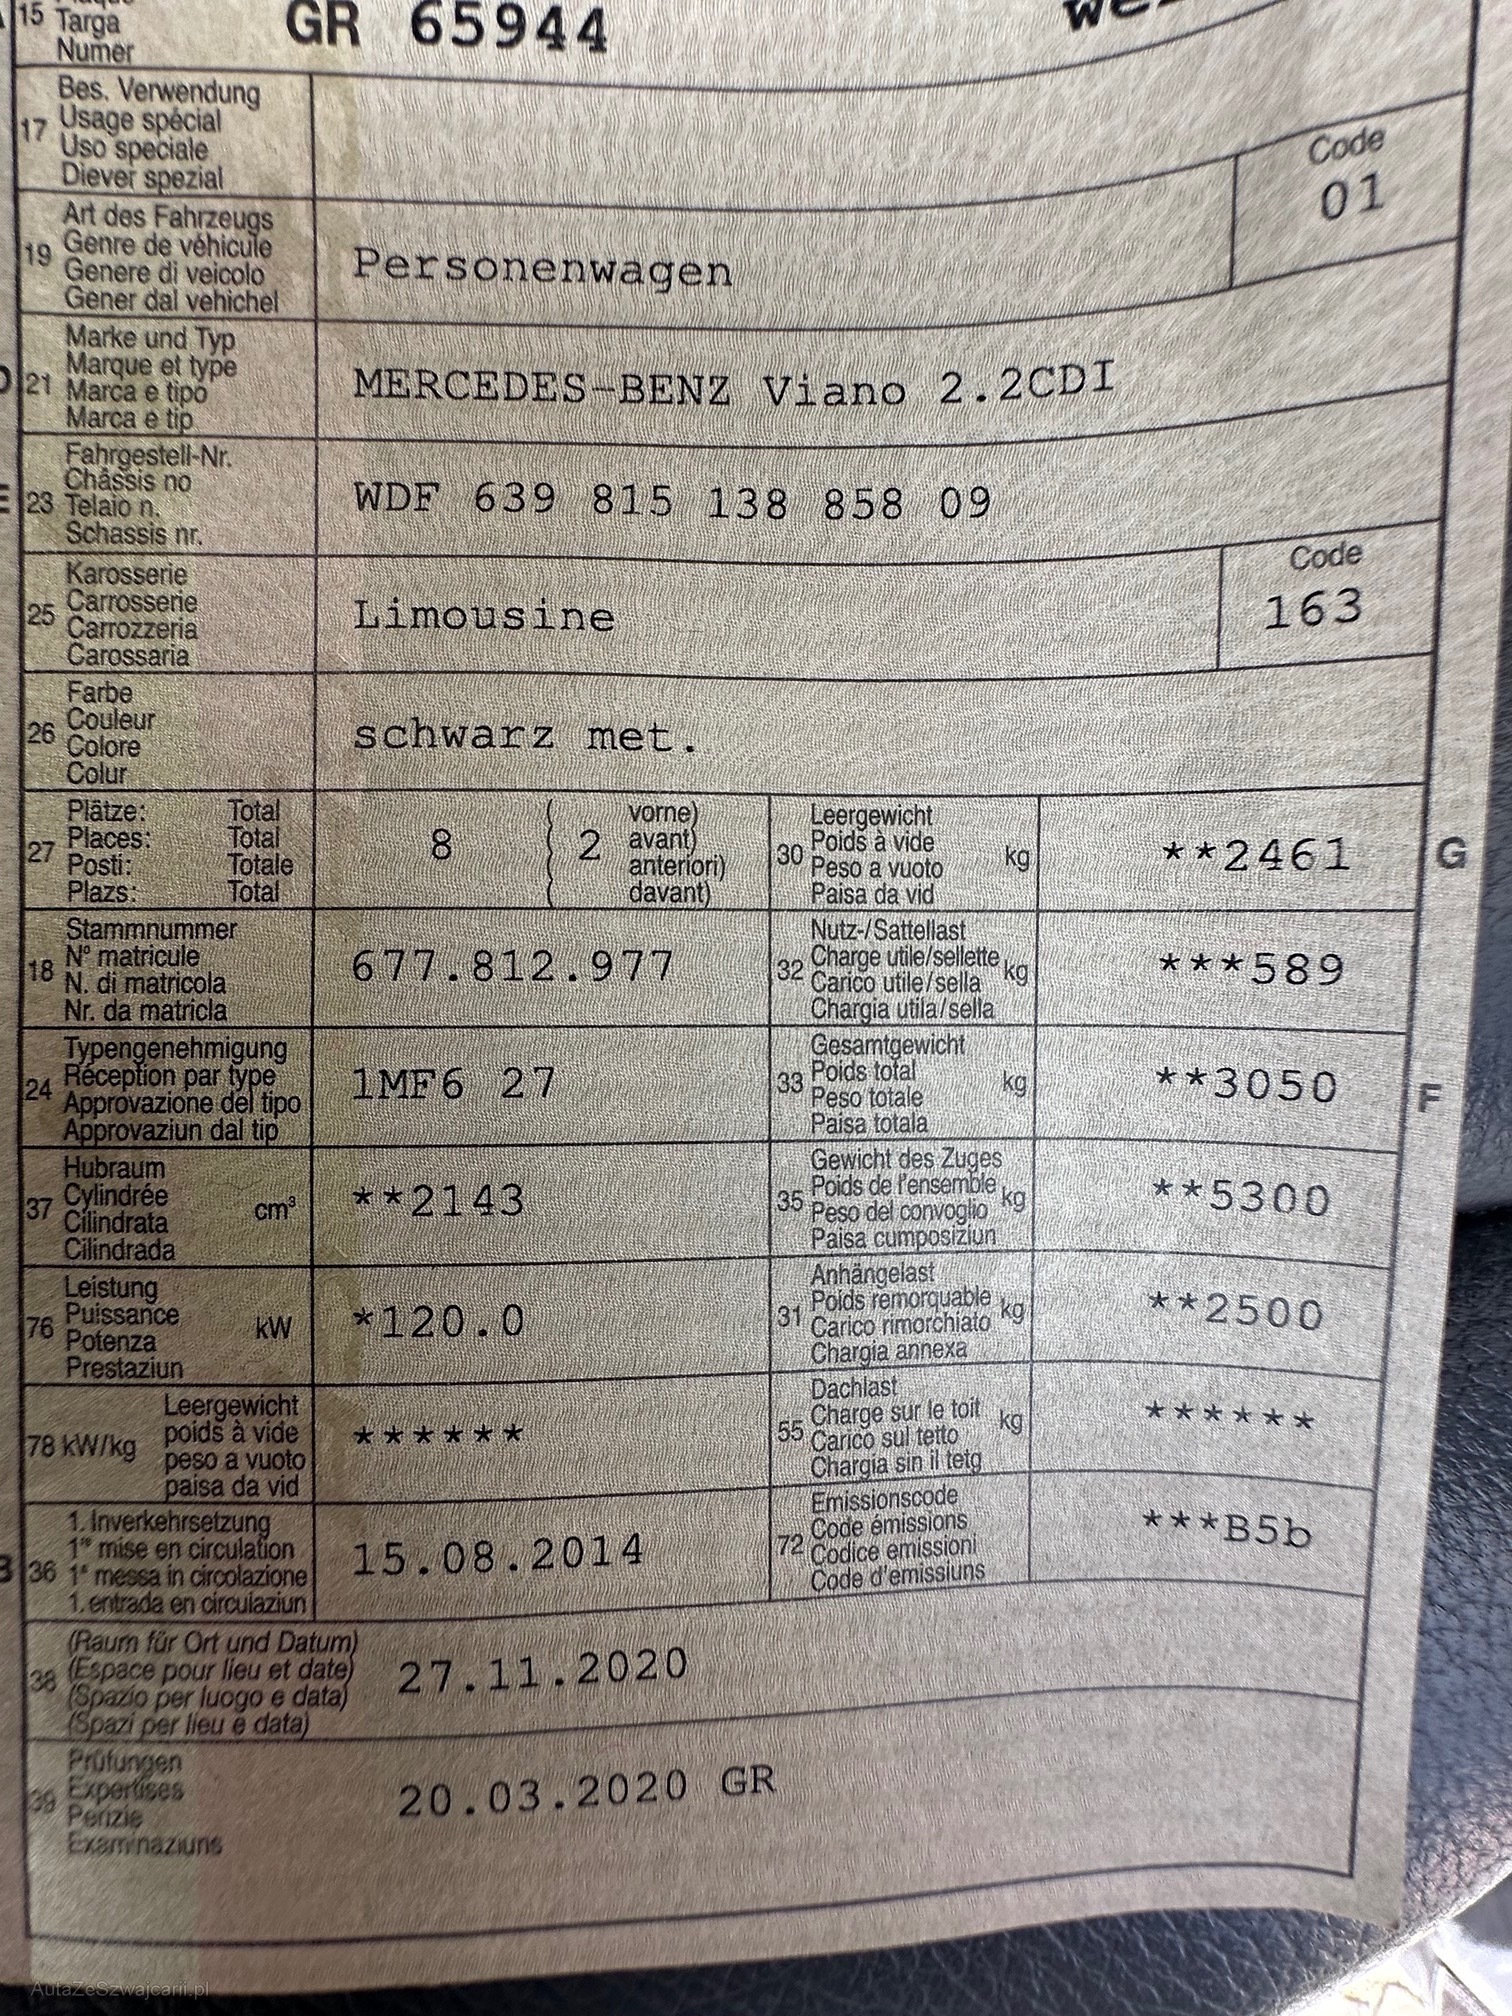 15 Targa GR 65944
Numer
Bes. Verwendung
17 Usage spécial
Uso speciale
Diever spezial
Code
01
Art des Fahrzeugs
19 Genre de véhicule
Genere di veicolo
Gener dal vehichel
Personenwagen
Marke und Typ
21 Marque et type
Marca e tipo
Marca e tip
MERCEDES-BENZ Viano 2.2CDI
Fahrgestell-Nr.
23 Châssis no
Telaio n.
Schassis nr.
WDF 639 815 138 858 09
Karosserie
25 Carrosserie
Carrozzeria
Carossaria
Limousine
Code
163
Farbe
26 Couleur
Colore
Colur
schwarz met.
Plätze: Total
27 Places: Total
Posti: Totale
Plazs: Total
8 ( 2 vorne)
avant)
anteriori)
davant)
Leergewicht
30 Poids à vide kg
Peso a vuoto
Paisa da vid
**2461 G
Stammnummer
18 N° matricule
N. di matricola
Nr. da matricla
677.812.977
Nutz-/Sattellast
32 Charge utile/sellette kg
Carico utile/sella
Chargia utila/sella
***589
Typengenehmigung
24 Réception par type
Approvazione del tipo
Approvaziun dal tip
1MF6 27
Gesamtgewicht
33 Poids total kg
Peso totale
Paisa totala
**3050 F
Hubraum
37 Cylindrée cm³
Cilindrata
Cilindrada
**2143
Gewicht des Zuges
35 Poids de l'ensemble kg
Peso del convoglio
Paisa cumposiziun
**5300
Leistung
76 Puissance kW
Potenza
Prestaziun
*120.0
Anhängelast
31 Poids remorquable kg
Carico rimorchiato
Chargia annexa
**2500
Leergewicht
78 kW/kg poids à vide
peso a vuoto
paisa da vid
******
Dachlast
55 Charge sur le toit kg
Carico sul tetto
Chargia sin il tetg
******
1. Inverkehrsetzung
36 1re mise en circulation
1a messa in circolazione
1. entrada en circulaziun
15.08.2014
Emissionscode
72 Code émissions
Codice emissioni
Code d'emissiuns
***B5b
(Raum für Ort und Datum)
38 (Espace pour lieu et date)
(Spazio per luogo e data)
(Spazi per lieu e data)
27.11.2020
Prüfungen
39 Expertises
Perizie
Examinaziuns
20.03.2020 GR
AutaZeSzwajcarii.pl